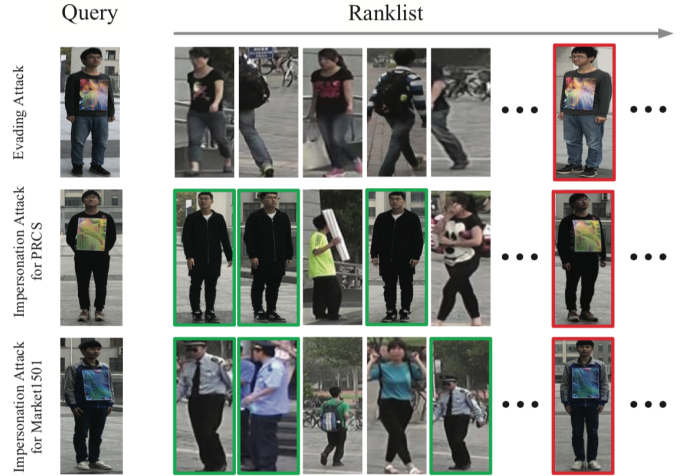 Query
Ranklist
Evading Attack
Impersonation Attack
for PRCS
Impersonation Attack
for Market1501